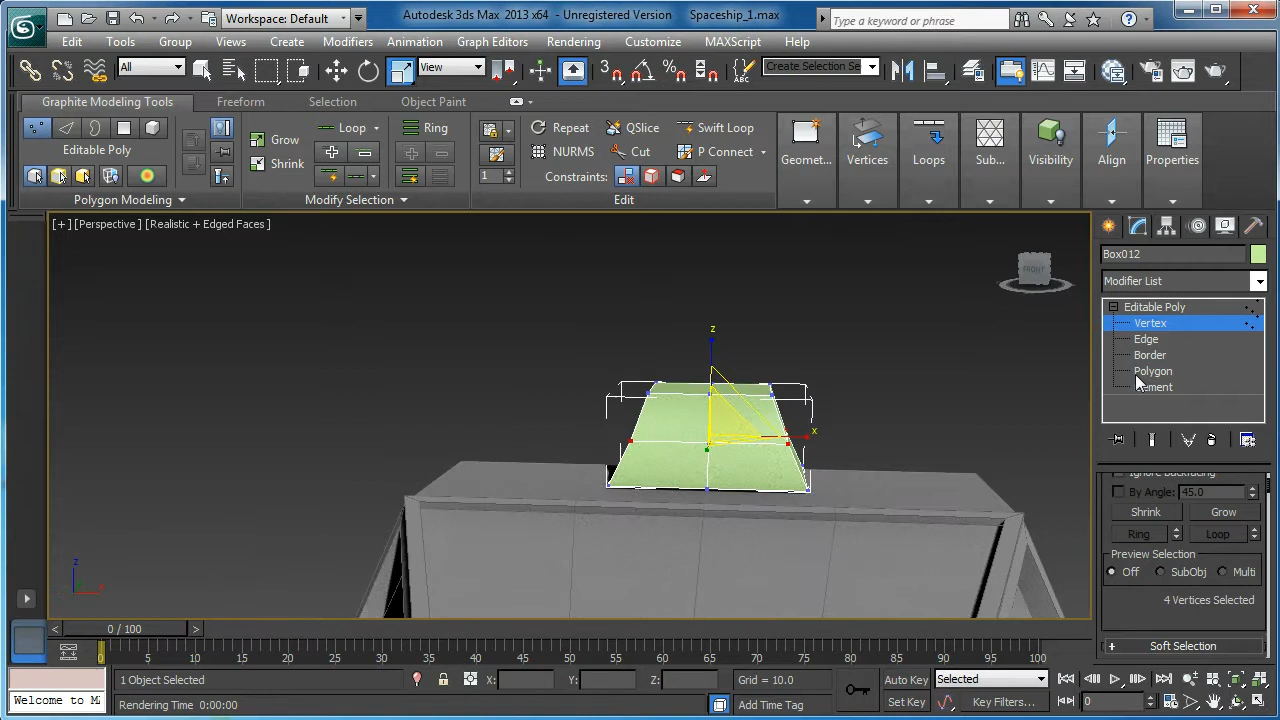 Workspace: Default
Autodesk 3ds Max 2013 x64 - Unregistered Version Spaceship_1.max
Type a keyword or phrase
Edit Tools Group Views Create Modifiers Animation Graph Editors Rendering Customize MAXScript Help
All
View
Create Selection Se
Graphite Modeling Tools Freeform Selection Object Paint
Editable Poly
Grow
Shrink
Loop
Ring
Repeat QSlice Swift Loop
NURMS Cut P Connect
1
Constraints:
Geomet... Vertices Loops Sub... Visibility Align Properties
Polygon Modeling Modify Selection Edit
[+] [Perspective] [Realistic + Edged Faces]
FRONT
z
x
z
x
Box012
Modifier List
Editable Poly
Vertex
Edge
Border
Polygon
Ignore Backfacing
By Angle: 45.0
Shrink Grow
Ring Loop
Preview Selection
Off SubObj Multi
4 Vertices Selected
Soft Selection
0 / 100
0 5 10 15 20 25 30 35 40 45 50 55 60 65 70 75 80 85 90 95 100
1 Object Selected
X: Y: Z:
Grid = 10.0
Auto Key
Selected
Welcome to
Rendering Time 0:00:00
Add Time Tag
Set Key
Key Filters...
0